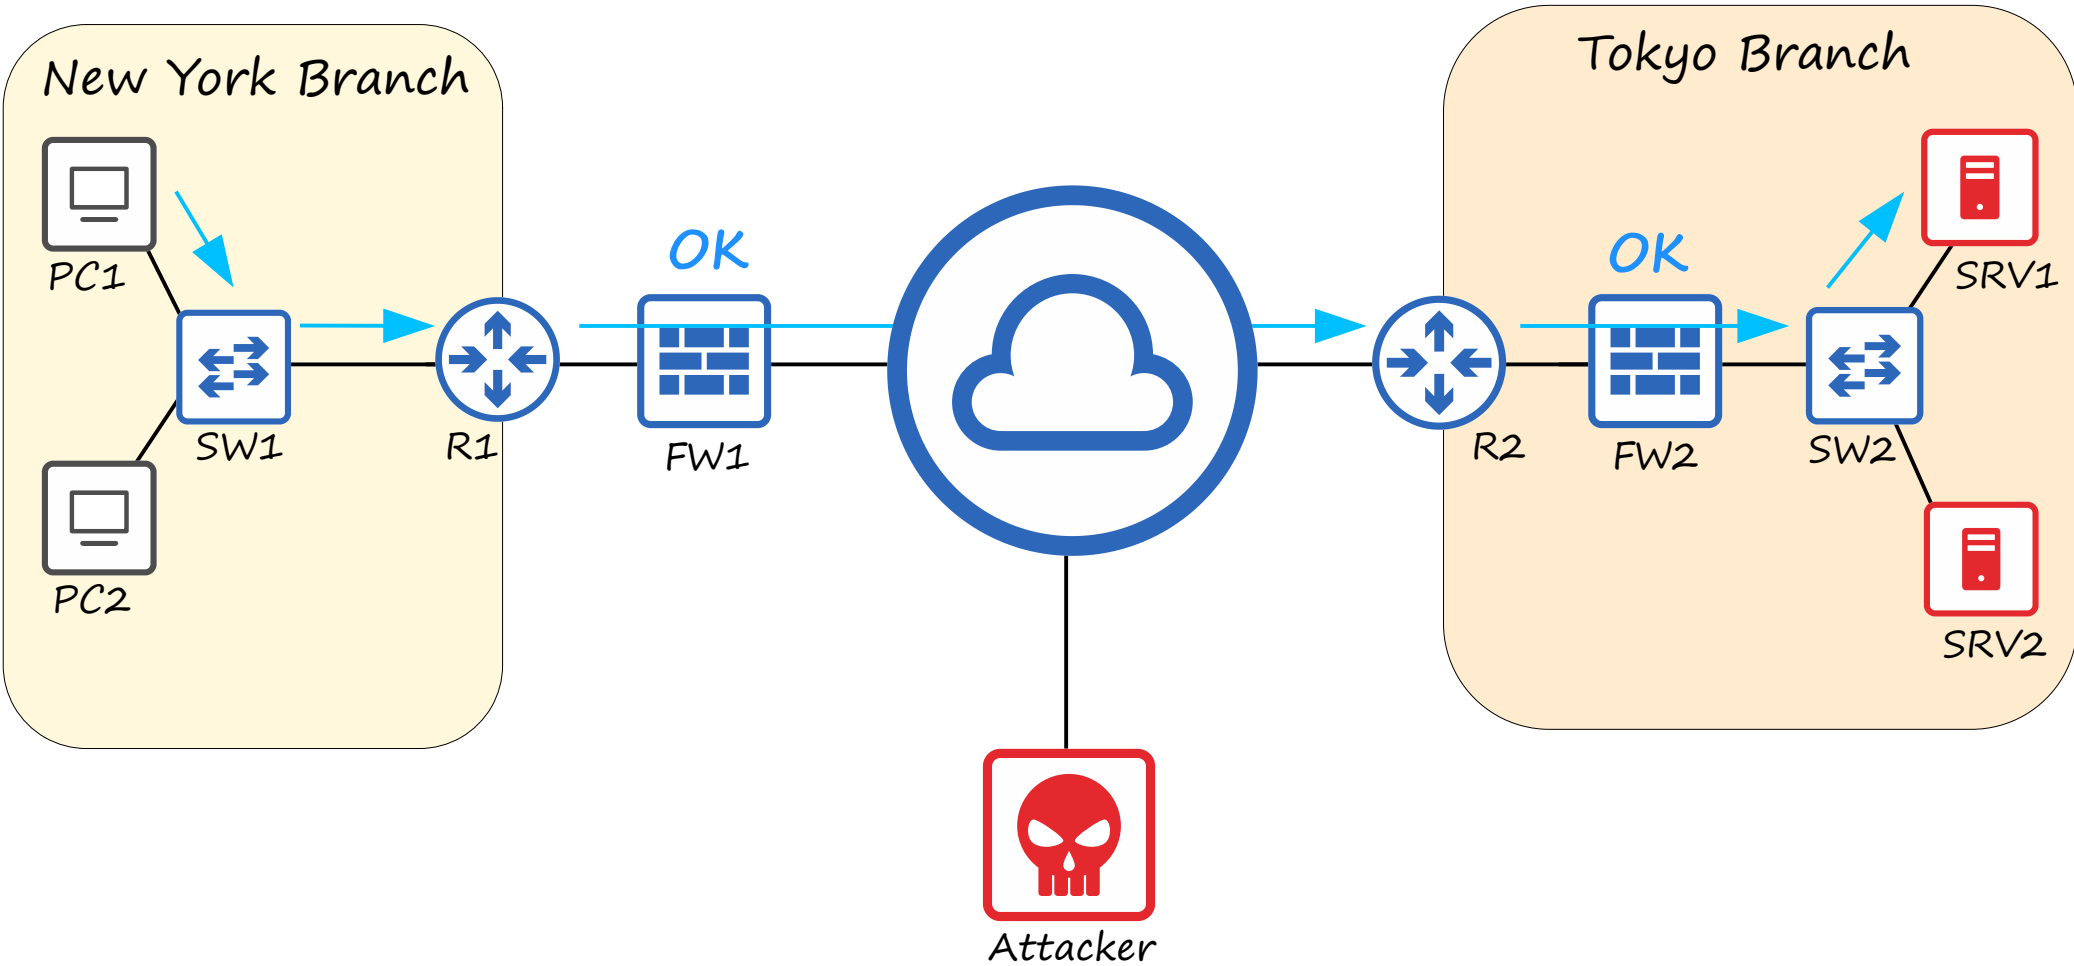 New York Branch
Tokyo Branch
PC1
SRV1
OK
OK
SW1
R1
FW1
R2
FW2
SW2
PC2
SRV2
Attacker